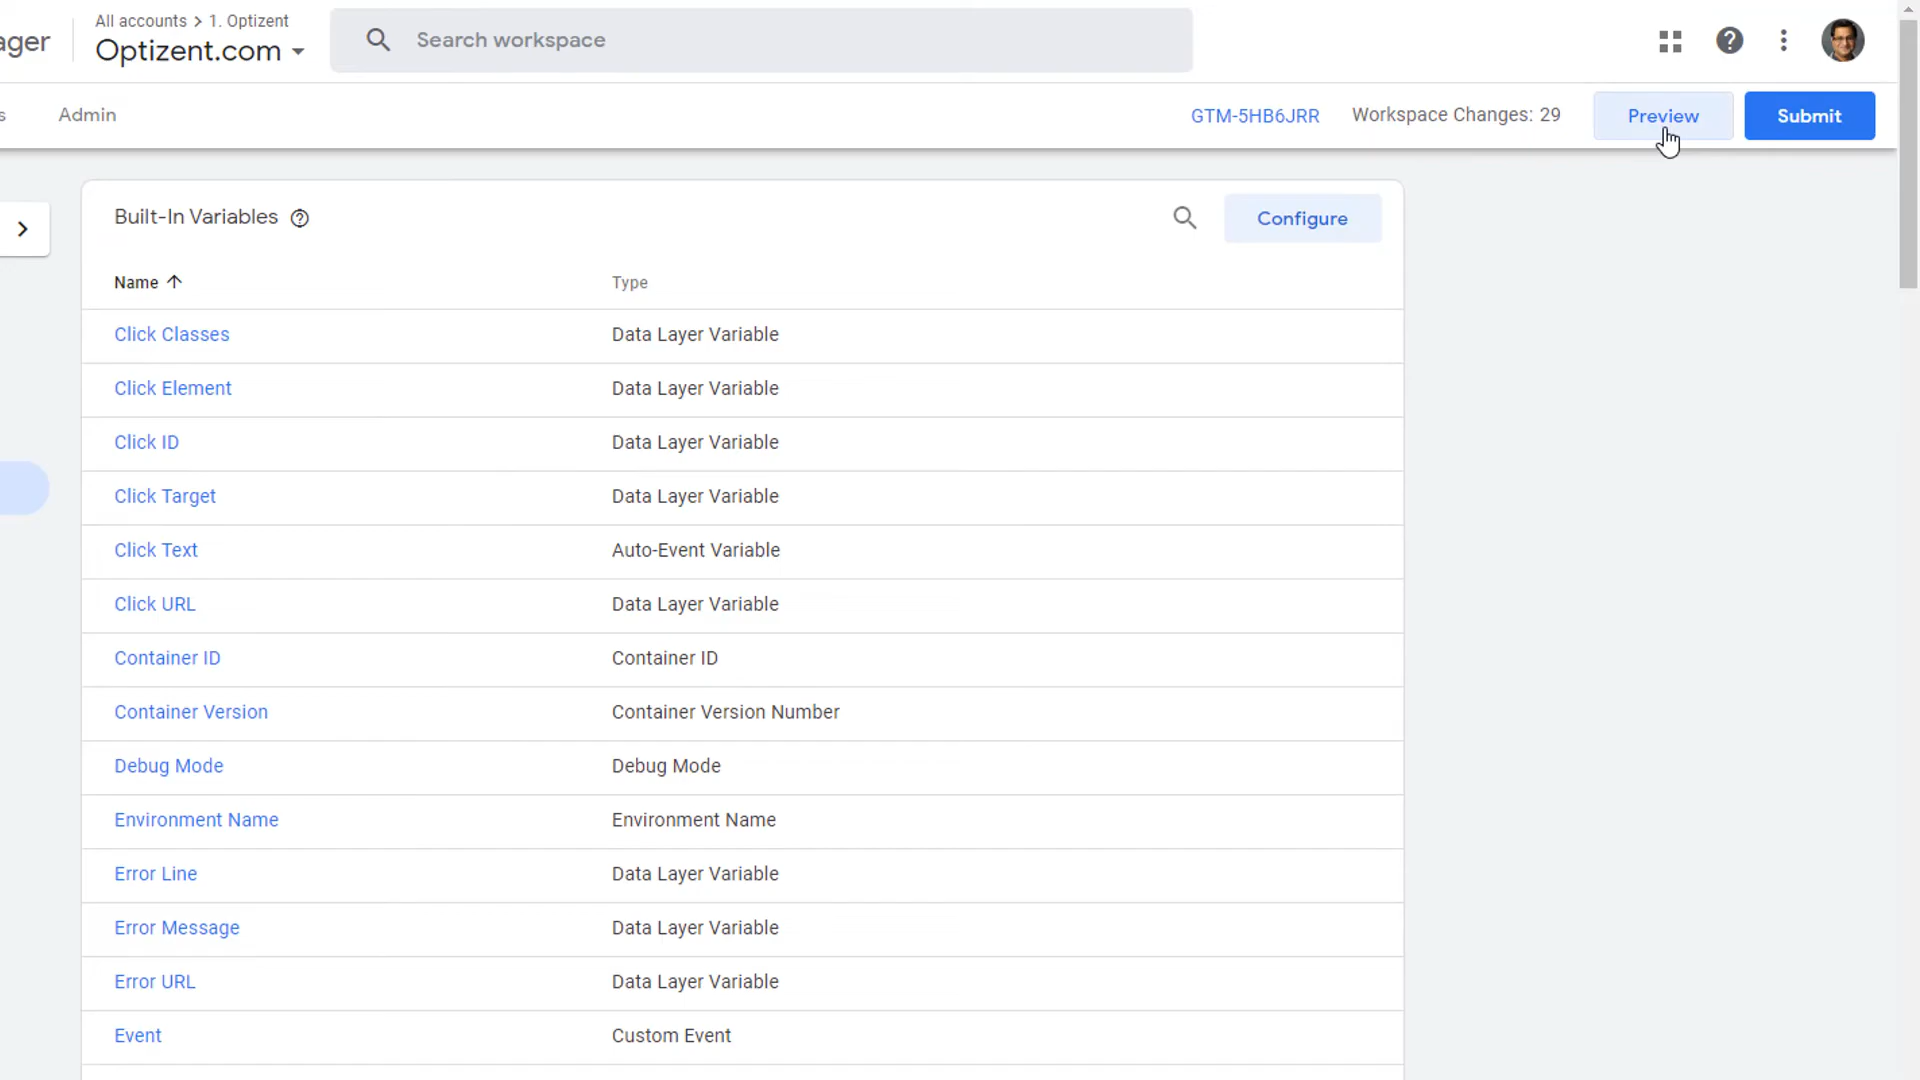 ager
All accounts > 1. Optizent
Optizent.com
Search workspace
s
Admin
GTM-5HB6JRR
Workspace Changes: 29
Preview
Submit
Built-In Variables
Configure
Name
Type
Click Classes
Data Layer Variable
Click Element
Data Layer Variable
Click ID
Data Layer Variable
Click Target
Data Layer Variable
Click Text
Auto-Event Variable
Click URL
Data Layer Variable
Container ID
Container ID
Container Version
Container Version Number
Debug Mode
Debug Mode
Environment Name
Environment Name
Error Line
Data Layer Variable
Error Message
Data Layer Variable
Error URL
Data Layer Variable
Event
Custom Event